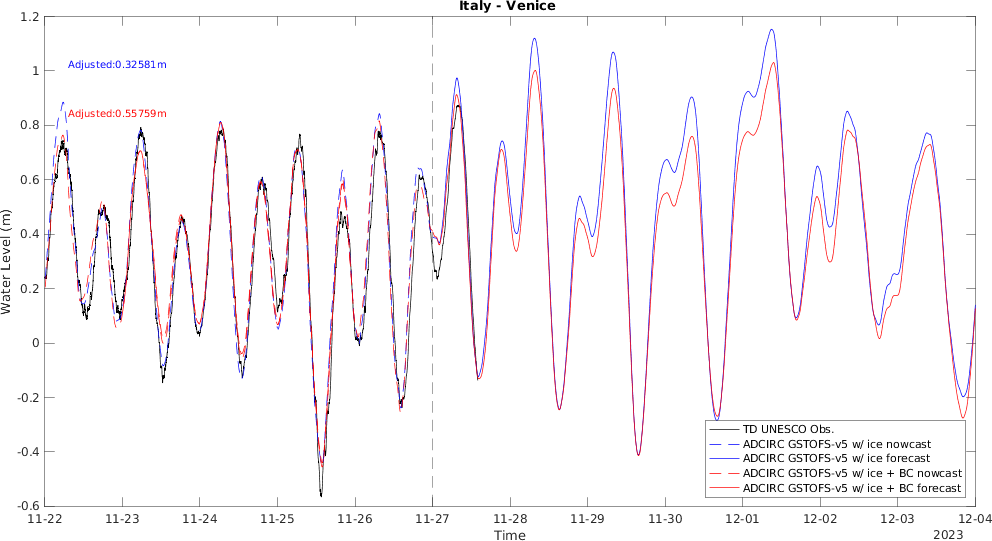 Italy - Venice
1.2
1
0.8
0.6
0.4
0.2
0
-0.2
-0.4
-0.6
Water Level (m)
Adjusted:0.32581m
Adjusted:0.55759m
TD UNESCO Obs.
ADCIRC GSTOFS-v5 w/ ice nowcast
ADCIRC GSTOFS-v5 w/ ice forecast
ADCIRC GSTOFS-v5 w/ ice + BC nowcast
ADCIRC GSTOFS-v5 w/ ice + BC forecast
11-22 11-23 11-24 11-25 11-26 11-27 11-28 11-29 11-30 12-01 12-02 12-03 12-04
Time
2023